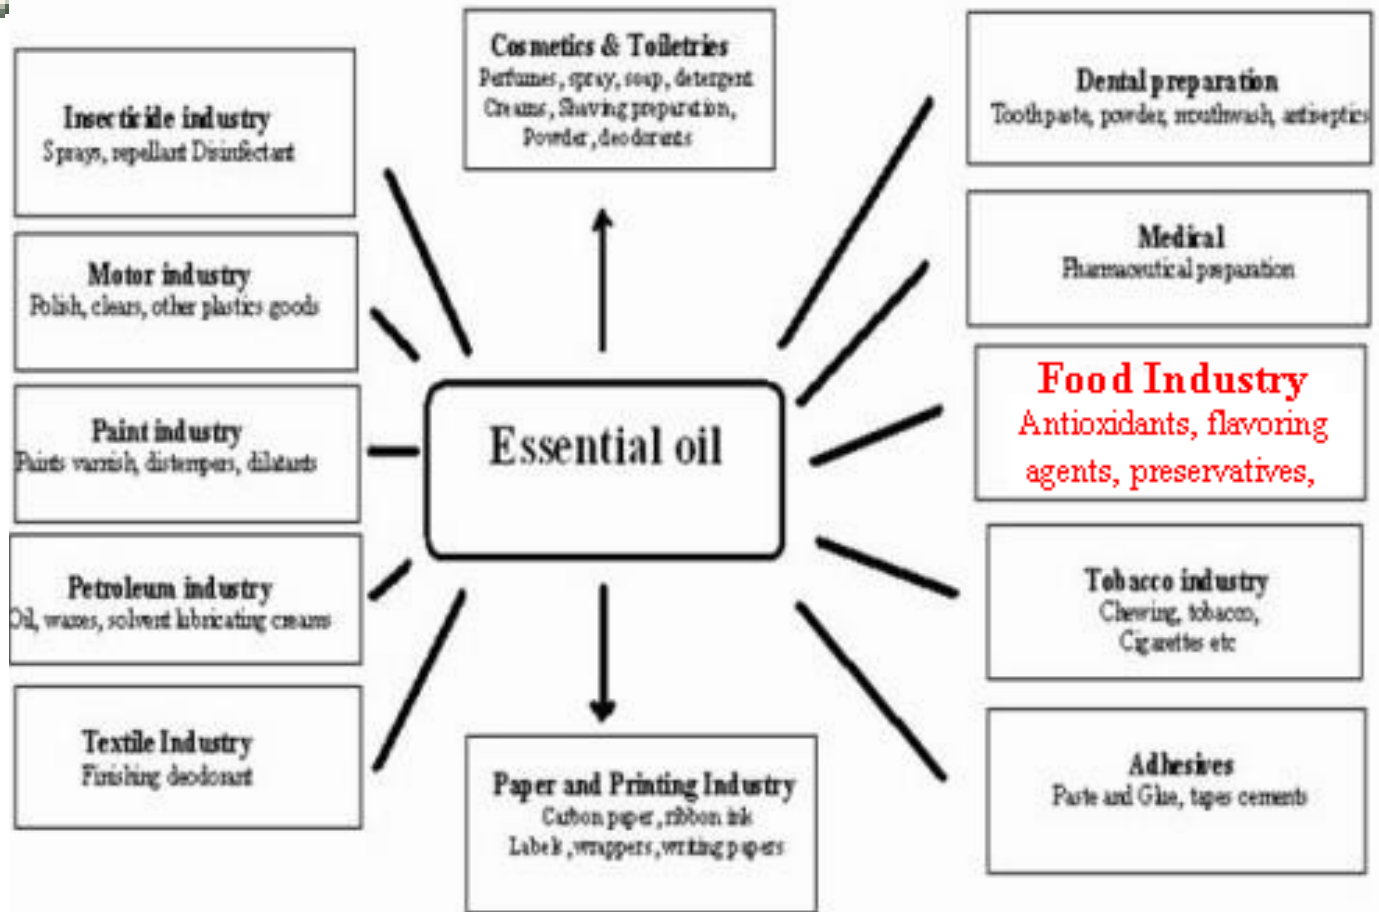 Cosmetics & Toiletries
Perfumes, spray, soap, detergent
Creams, Shaving preparation,
Powder, deodorants
Insecticide industry
Sprays, repellant Disinfectant
Motor industry
Polish, clears, other plastics goods
Paint industry
Paints varnish, distempers, dilatants
Petroleum industry
Oil, waxes, solvent lubricating creams
Textile Industry
Finishing deodorant
Essential oil
Paper and Printing Industry
Carbon paper, ribbon ink
Labels, wrappers, writing papers
Dental preparation
Toothpaste, powder, mouthwash, antiseptics
Medical
Pharmaceutical preparation
Food Industry
Antioxidants, flavoring
agents, preservatives,
Tobacco industry
Chewing, tobacco,
Cigarettes etc
Adhesives
Paste and Glue, tapes cements